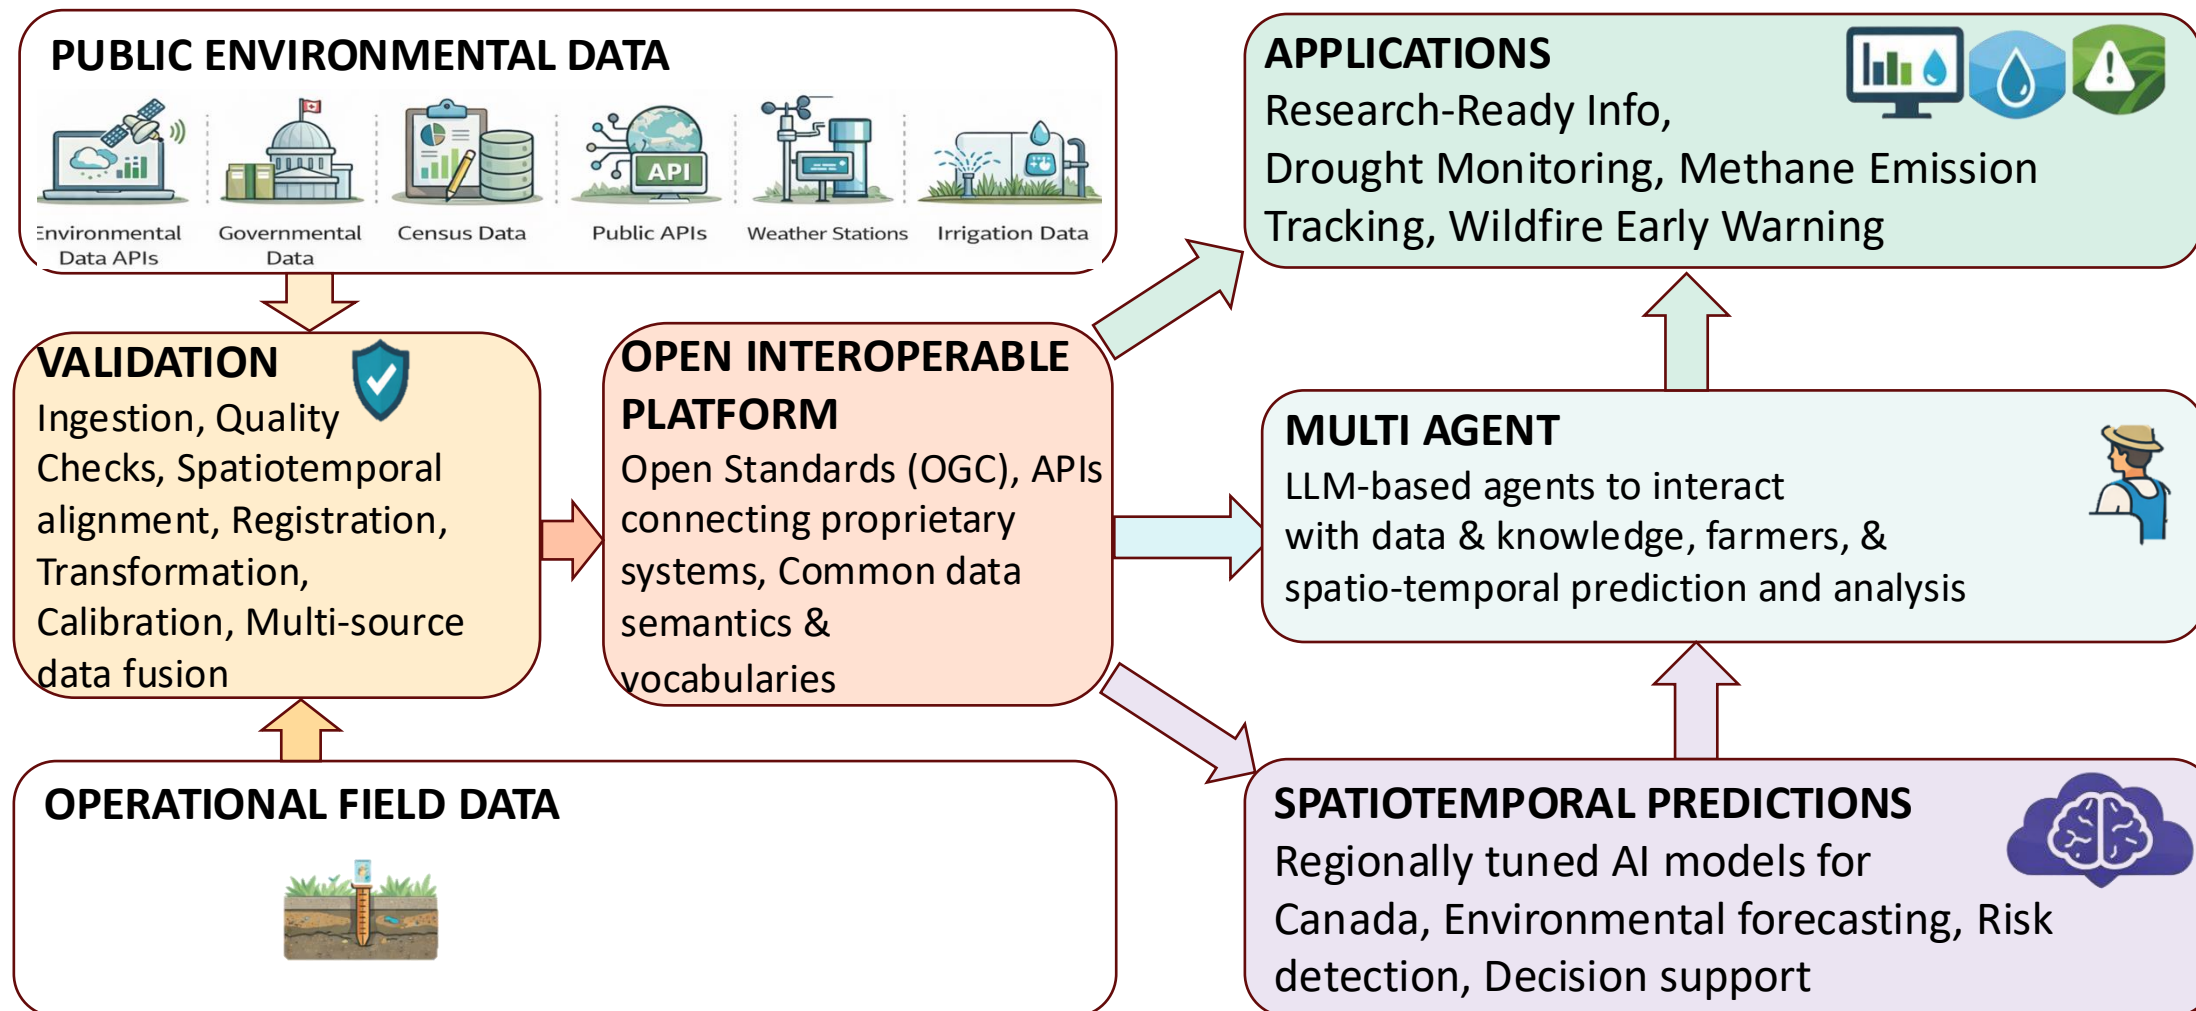 PUBLIC ENVIRONMENTAL DATA
API
Environmental
Data APIs
Governmental
Data
Census Data
Public APIs
Weather Stations
Irrigation Data
VALIDATION
Ingestion, Quality
Checks, Spatiotemporal
alignment, Registration,
Transformation,
Calibration, Multi-source
data fusion
OPERATIONAL FIELD DATA
OPEN INTEROPERABLE
PLATFORM
Open Standards (OGC), APIs
connecting proprietary
systems, Common data
semantics &
vocabularies
APPLICATIONS
Research-Ready Info,
Drought Monitoring, Methane Emission
Tracking, Wildfire Early Warning
MULTI AGENT
LLM-based agents to interact
with data & knowledge, farmers, &
spatio-temporal prediction and analysis
SPATIOTEMPORAL PREDICTIONS
Regionally tuned AI models for
Canada, Environmental forecasting, Risk
detection, Decision support